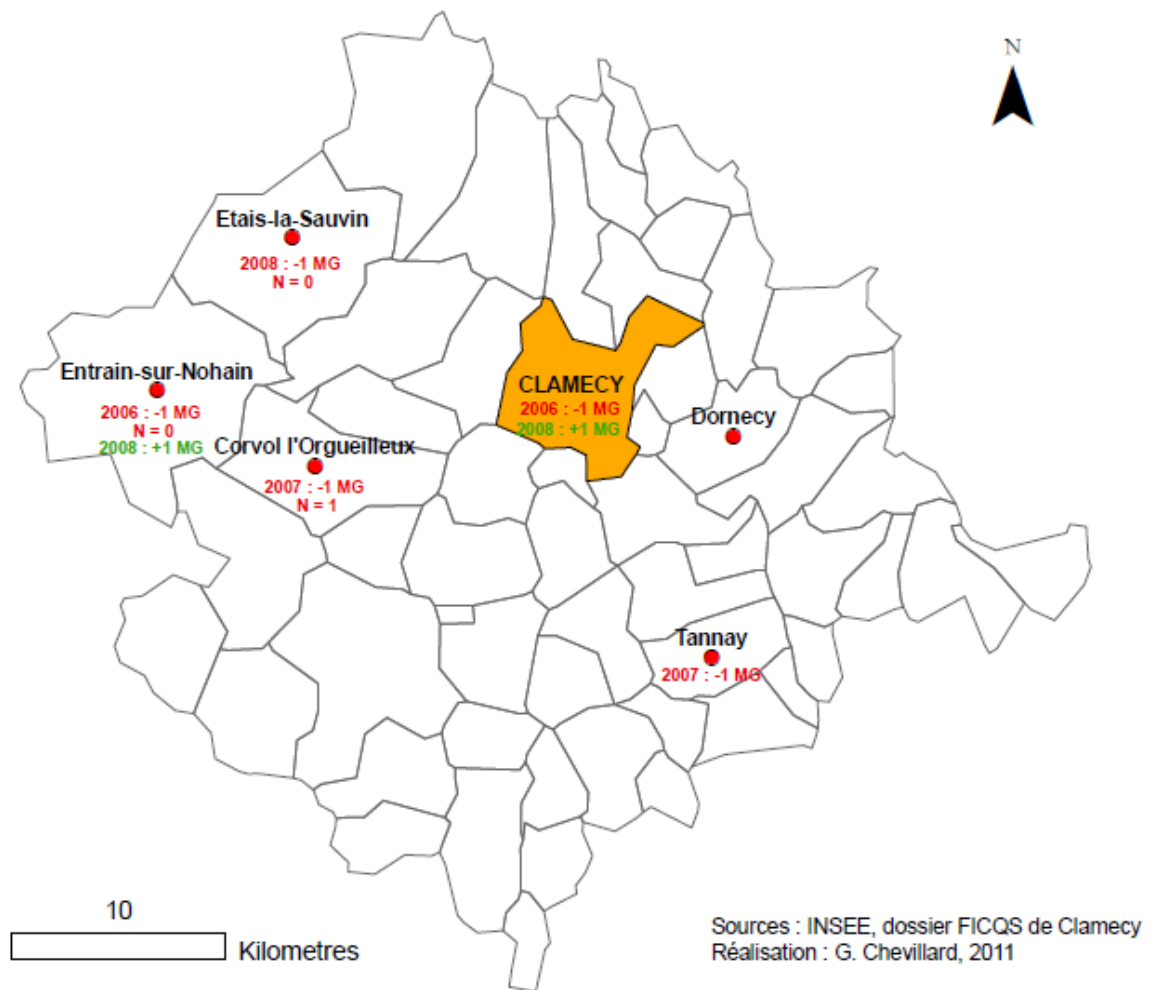 N
Etais-la-Sauvin
2008 : -1 MG
N = 0
Entrain-sur-Nohain
2006 : -1 MG
N = 0
2008 : +1 MG
CLAMECY
2006 : -1 MG
2008 : +1 MG
Dornecy
Corvol l'Orgueilleux
2007 : -1 MG
N = 1
Tannay
2007 : -1 MG
10
Kilometres
Sources : INSEE, dossier FICQS de Clamecy
Réalisation : G. Chevillard, 2011